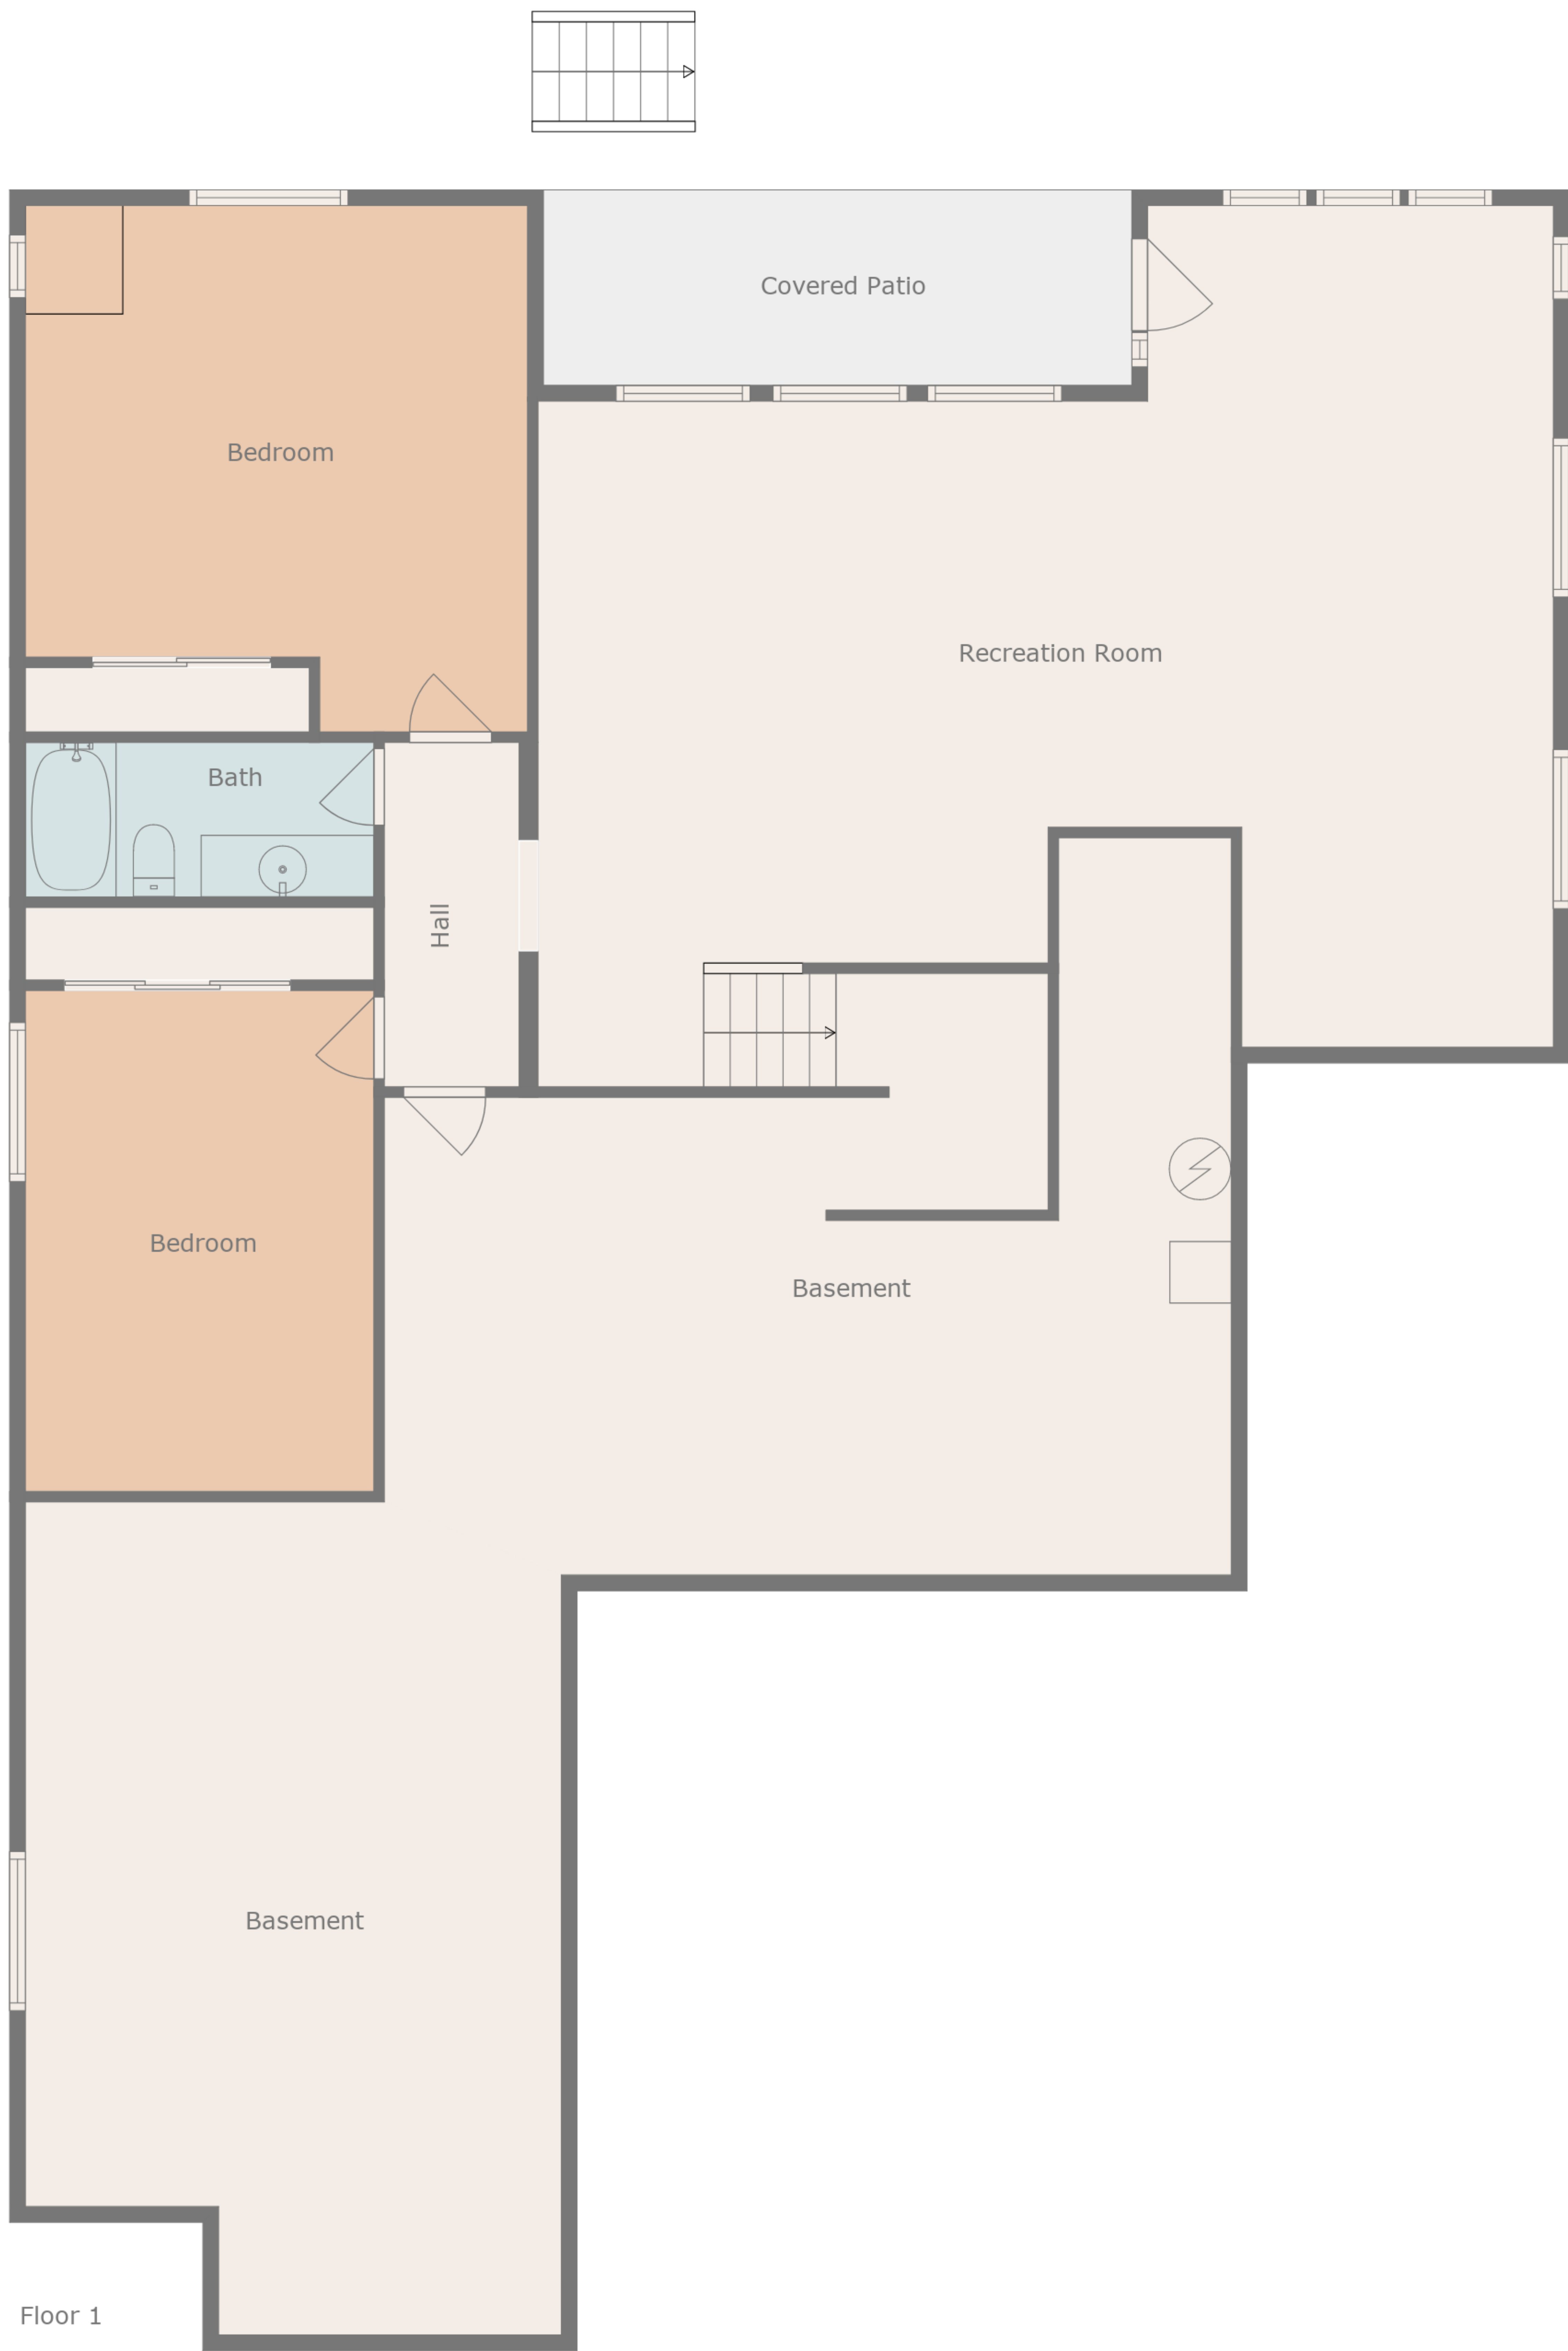 Covered Patio
Bedroom
Recreation Room
Bath
Hall
Bedroom
Basement
Basement
Floor 1